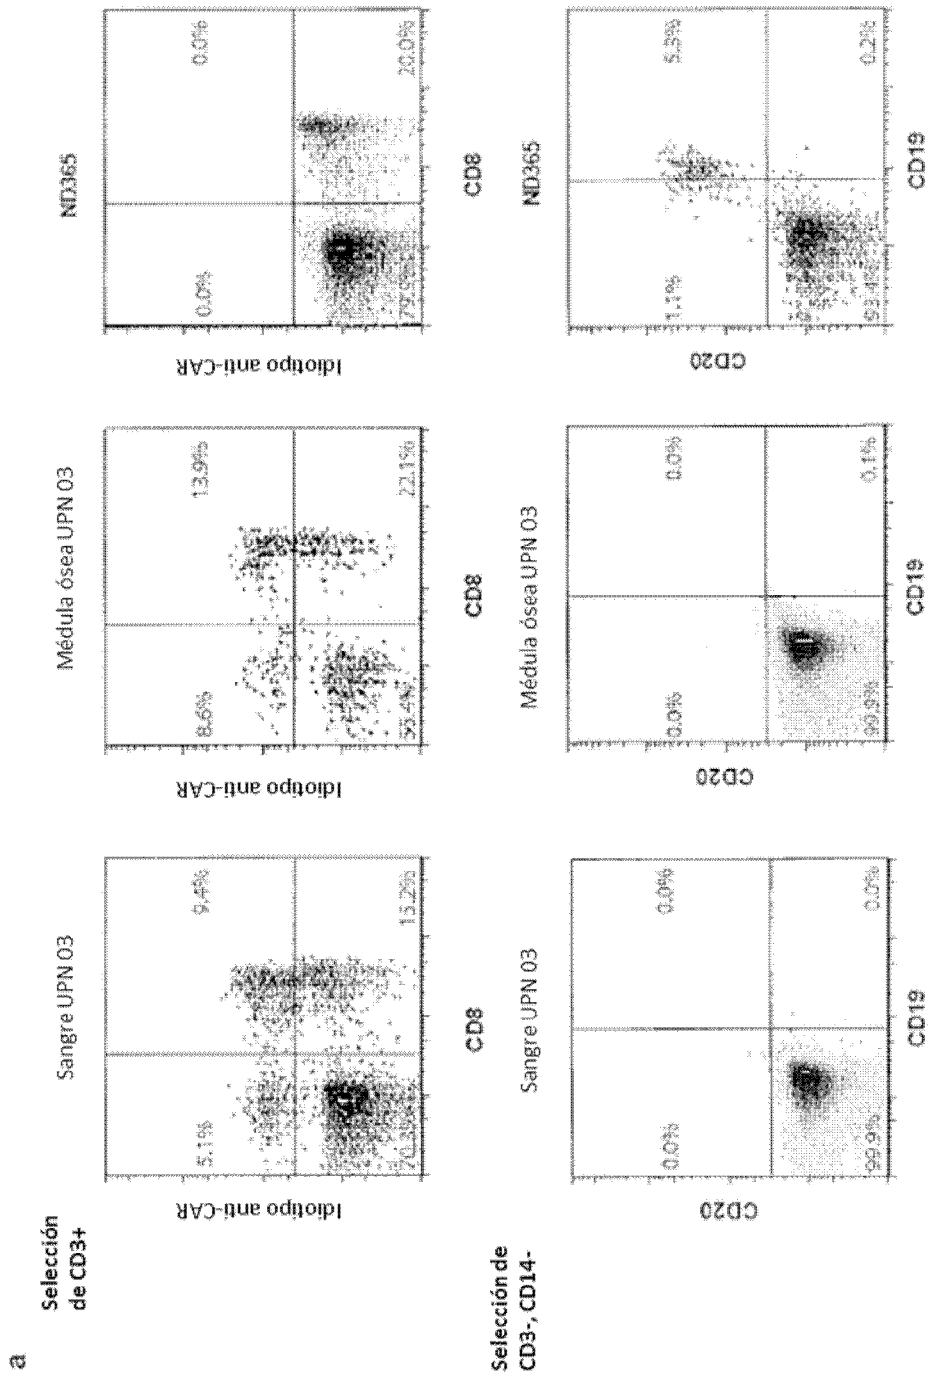 a
Selección
de CD3+
Sangre UPN 03
Médula ósea UPN 03
ND365
Idiotipo anti-CAR
5.1%
9.4%
70.3%
15.2%
CD8
Idiotipo anti-CAR
8.6%
13.9%
55.4%
22.1%
CD8
Idiotipo anti-CAR
0.0%
0.0%
79.9%
20.0%
CD8
Selección de
CD3-, CD14-
Sangre UPN 03
Médula ósea UPN 03
ND365
CD20
0.0%
0.0%
99.9%
0.0%
CD19
CD20
0.0%
0.0%
99.9%
0.1%
CD19
CD20
1.1%
5.3%
93.4%
0.2%
CD19